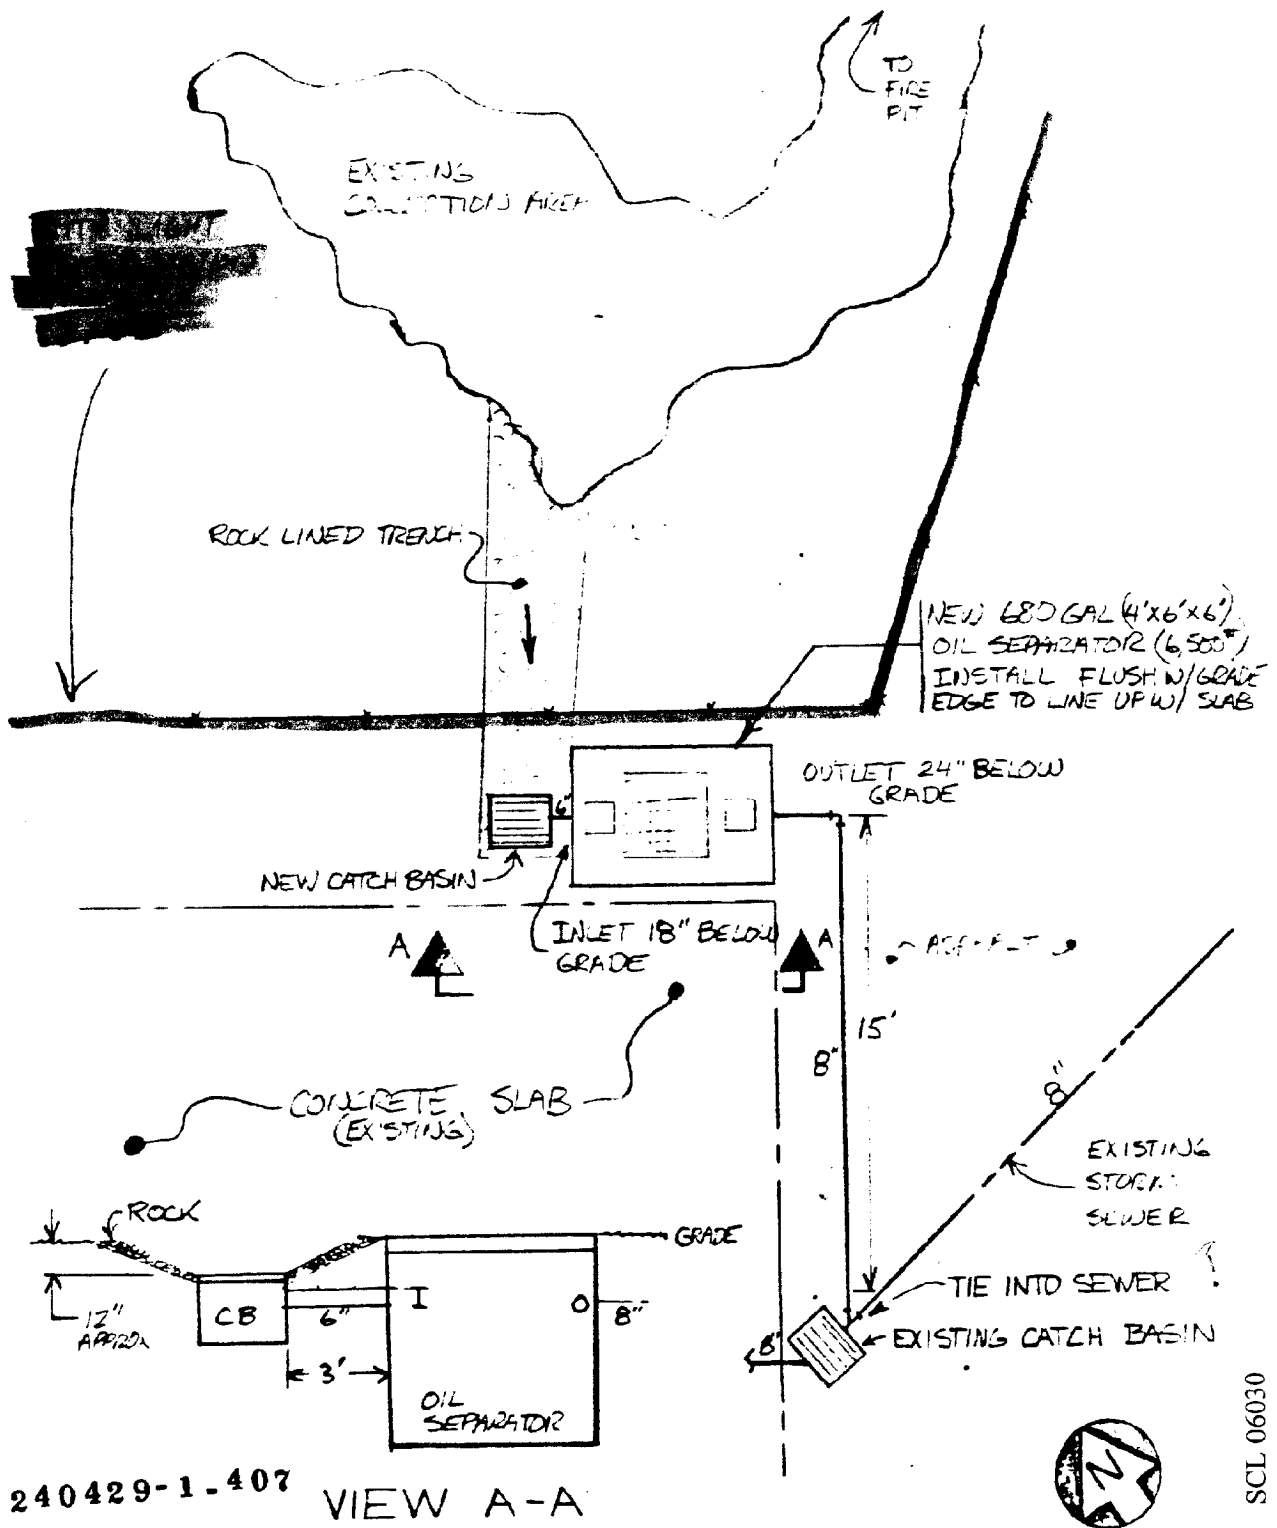 TO
FIRE
PIT
EXISTING
COLLECTION AREA
ROCK LINED TRENCH
NEW 680 GAL (4'X6'X6')
OIL SEPARATOR (6,500#)
INSTALL FLUSH W/GRADE
EDGE TO LINE UP W/ SLAB
OUTLET 24" BELOW
GRADE
6"
NEW CATCH BASIN
INLET 18" BELOW
GRADE
A
A
ASPHALT
15'
8"
8"
CONCRETE SLAB
(EXISTING)
EXISTING
STORM
SEWER
ROCK
GRADE
TIE INTO SEWER ?
12"
APPROX
CB
6"
I
O
8"
8"
EXISTING CATCH BASIN
3'
OIL
SEPARATOR
240429-1-407
VIEW A-A
N
SCL 06030